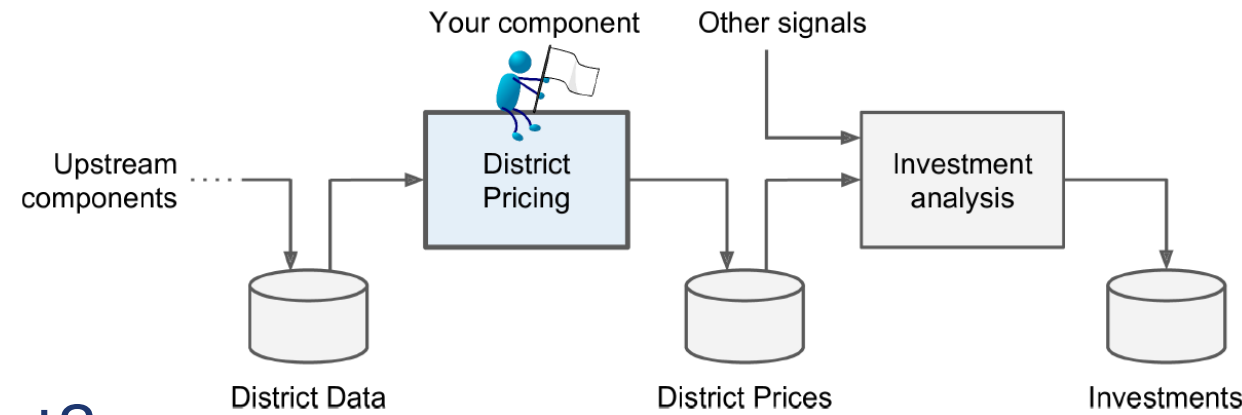 Your component
Other signals
Upstream
components
District
Pricing
Investment
analysis
District Data
District Prices
Investments